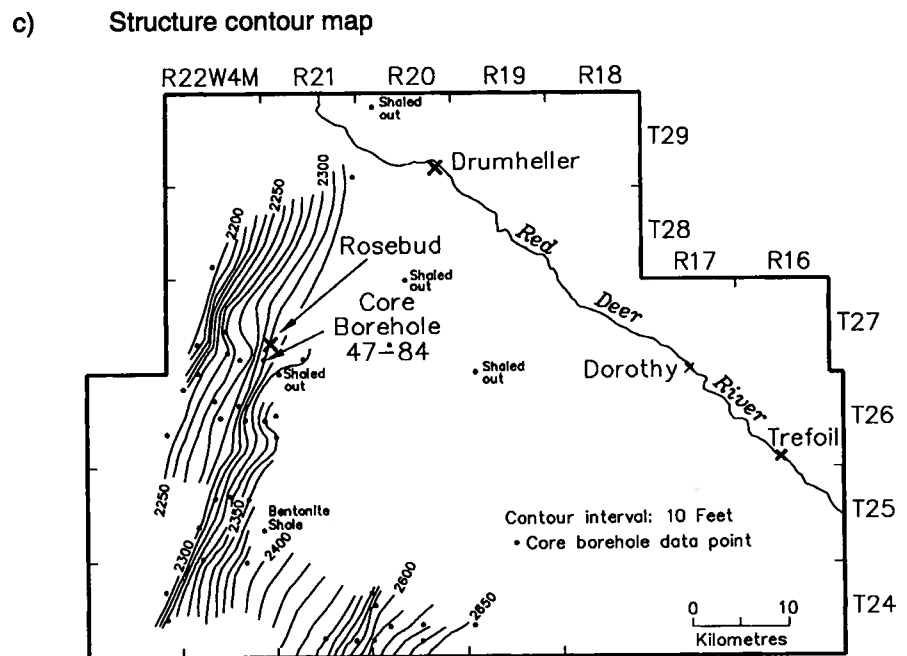 c) Structure contour map
R22W4M R21 R20 R19 R18
Shaled
out
T29
Drumheller
2300
2250
2200
T28
Red
R17 R16
Rosebud
Shaled
out
Core
Borehole
47-84
Deer
T27
Shaled
out
Shaled
out
Dorothy
River
T26
Trefoil
2250
2350
Bentonite
Shale
T25
Contour interval: 10 Feet
• Core borehole data point
2300
2400
2600
2650
T24
0 10
Kilometres